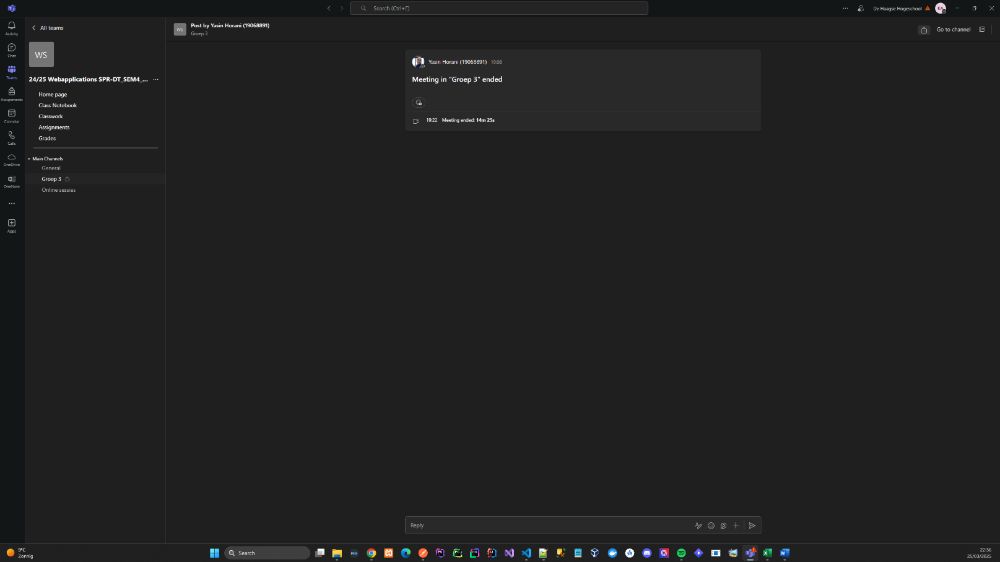 Search (Ctrl+E)
De Haagse Hogeschool
KA
Activity
Chat
Teams
Assignments
Calendar
Calls
OneDrive
OneNote
Apps
All teams
WS
24/25 Webapplications SPR-DT_SEM4_...
Home page
Class Notebook
Classwork
Assignments
Grades
Main Channels
General
Groep 3
Online sessies
WS
Post by Yasin Horani (19068891)
Groep 3
Go to channel
Yasin Horani (19068891) 19:08
Meeting in "Groep 3" ended
19:22 Meeting ended: 14m 25s
Reply
9°C
Zonnig
Search
22:56
25/03/2025